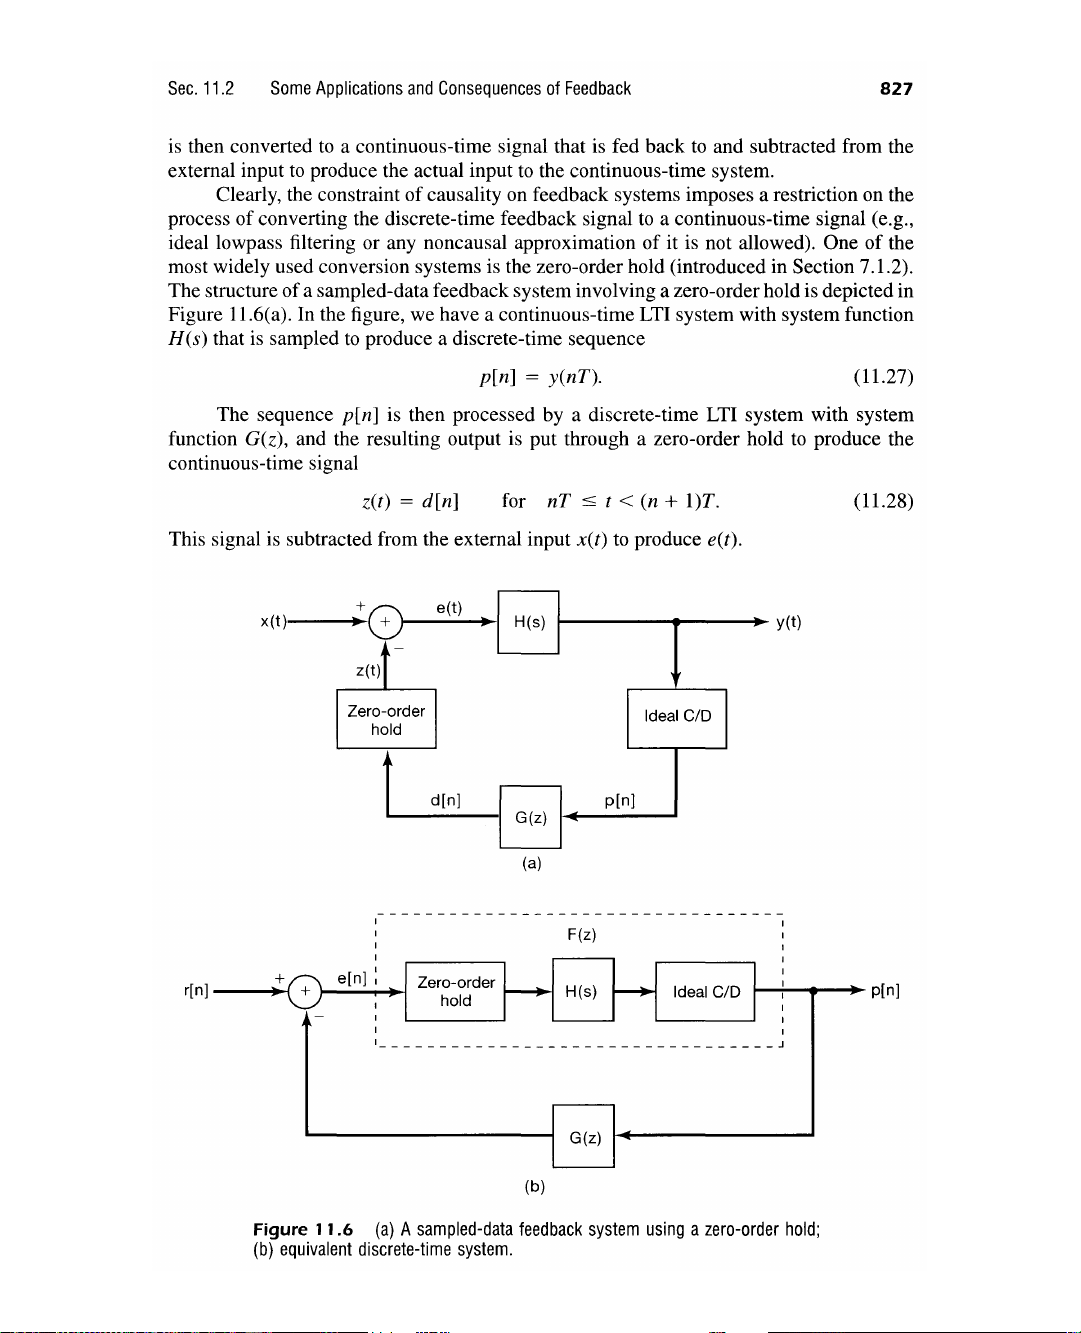 Sec. 11.2 Some Applications and Consequences of Feedback 827
is then converted to a continuous-time signal that is fed back to and subtracted from the
external input to produce the actual input to the continuous-time system.
Clearly, the constraint of causality on feedback systems imposes a restriction on the
process of converting the discrete-time feedback signal to a continuous-time signal (e.g.,
ideal lowpass filtering or any noncausal approximation of it is not allowed). One of the
most widely used conversion systems is the zero-order hold (introduced in Section 7.1.2).
The structure of a sampled-data feedback system involving a zero-order hold is depicted in
Figure 11.6(a). In the figure, we have a continuous-time LTI system with system function
H(s) that is sampled to produce a discrete-time sequence
p[n] = y(nT). (11.27)
The sequence p[n] is then processed by a discrete-time LTI system with system
function G(z), and the resulting output is put through a zero-order hold to produce the
continuous-time signal
z(t) = d[n] for nT ≤ t < (n + 1)T. (11.28)
This signal is subtracted from the external input x(t) to produce e(t).
x(t) + + e(t) H(s) y(t)
−
z(t)
Zero-order
hold
Ideal C/D
d[n] G(z) p[n]
(a)
F(z)
r[n] + + e[n] Zero-order
hold
H(s) Ideal C/D p[n]
−
G(z)
(b)
Figure 11.6 (a) A sampled-data feedback system using a zero-order hold;
(b) equivalent discrete-time system.